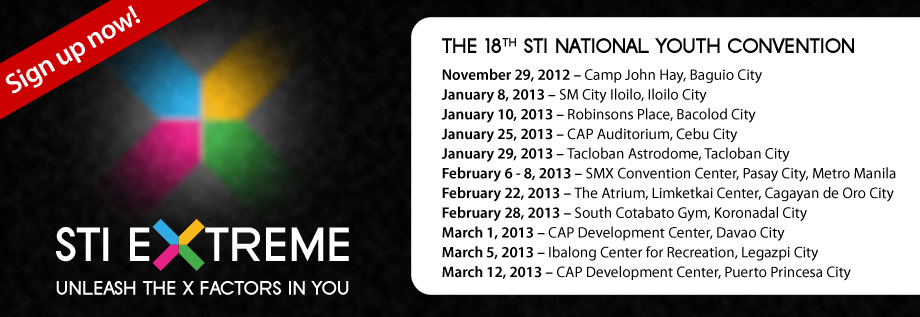 Sign up now!
STI EXTREME
UNLEASH THE X FACTORS IN YOU
THE 18TH STI NATIONAL YOUTH CONVENTION
November 29, 2012 – Camp John Hay, Baguio City
January 8, 2013 – SM City Iloilo, Iloilo City
January 10, 2013 – Robinsons Place, Bacolod City
January 25, 2013 – CAP Auditorium, Cebu City
January 29, 2013 – Tacloban Astrodome, Tacloban City
February 6 - 8, 2013 – SMX Convention Center, Pasay City, Metro Manila
February 22, 2013 – The Atrium, Limketkai Center, Cagayan de Oro City
February 28, 2013 – South Cotabato Gym, Koronadal City
March 1, 2013 – CAP Development Center, Davao City
March 5, 2013 – Ibalong Center for Recreation, Legazpi City
March 12, 2013 – CAP Development Center, Puerto Princesa City